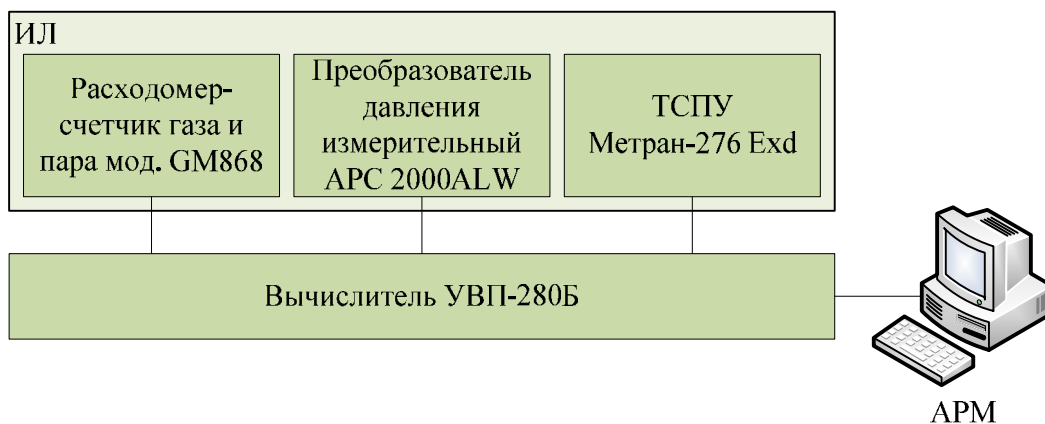 ИЛ
Расходомер-
счетчик газа и
пара мод. GM868
Преобразователь
давления
измерительный
APC 2000ALW
ТСПУ
Метран-276 Exd
Вычислитель УВП-280Б
АРМ